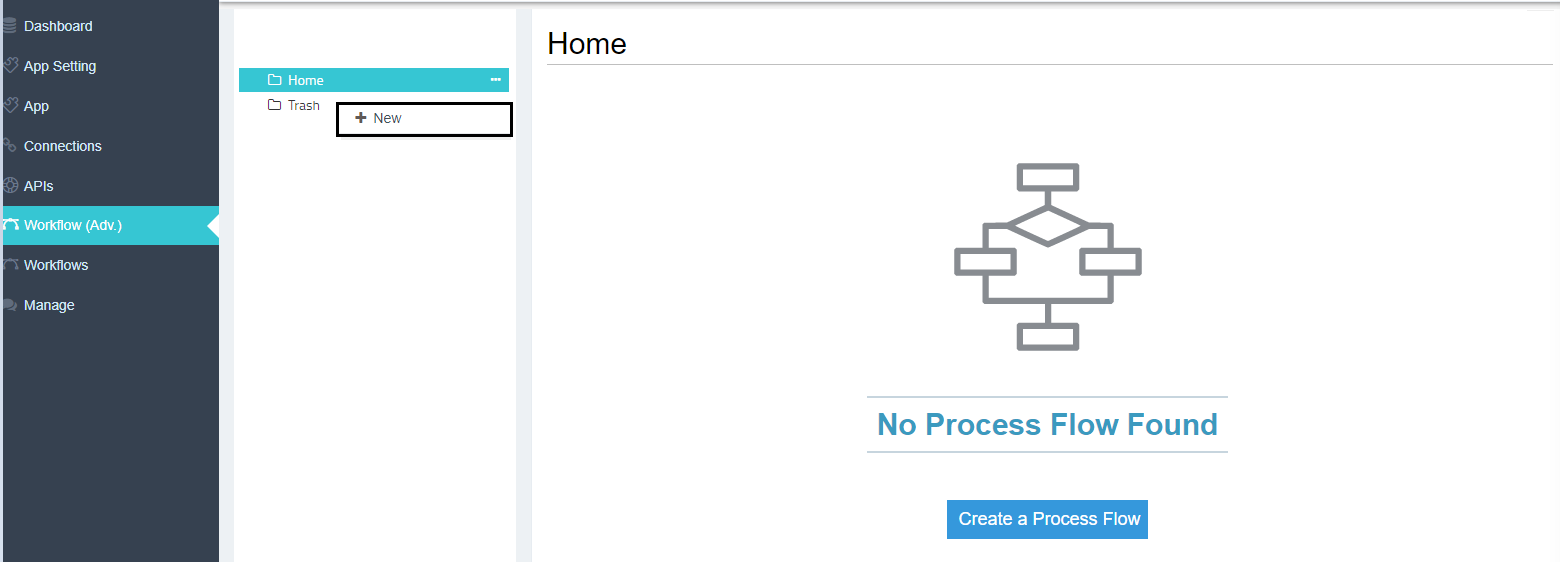 Dashboard
App Setting
App
Connections
APIs
Workflow (Adv.)
Workflows
Manage
Home
Trash
New
Home
No Process Flow Found
Create a Process Flow